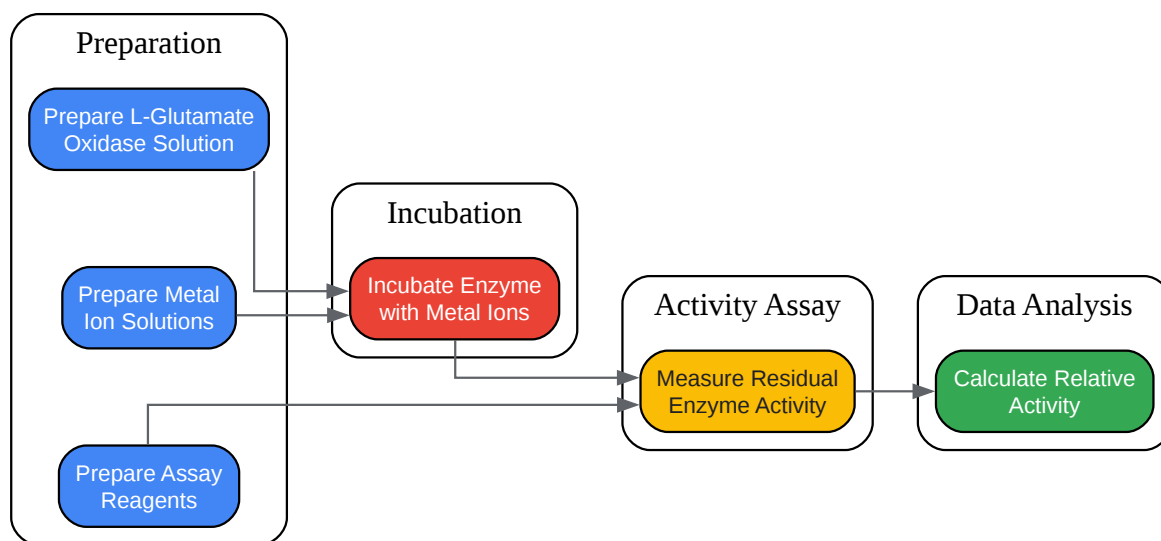 Preparation
Prepare L-Glutamate
Oxidase Solution
Prepare Metal
Ion Solutions
Prepare Assay
Reagents
Incubation
Incubate Enzyme
with Metal Ions
Activity Assay
Measure Residual
Enzyme Activity
Data Analysis
Calculate Relative
Activity